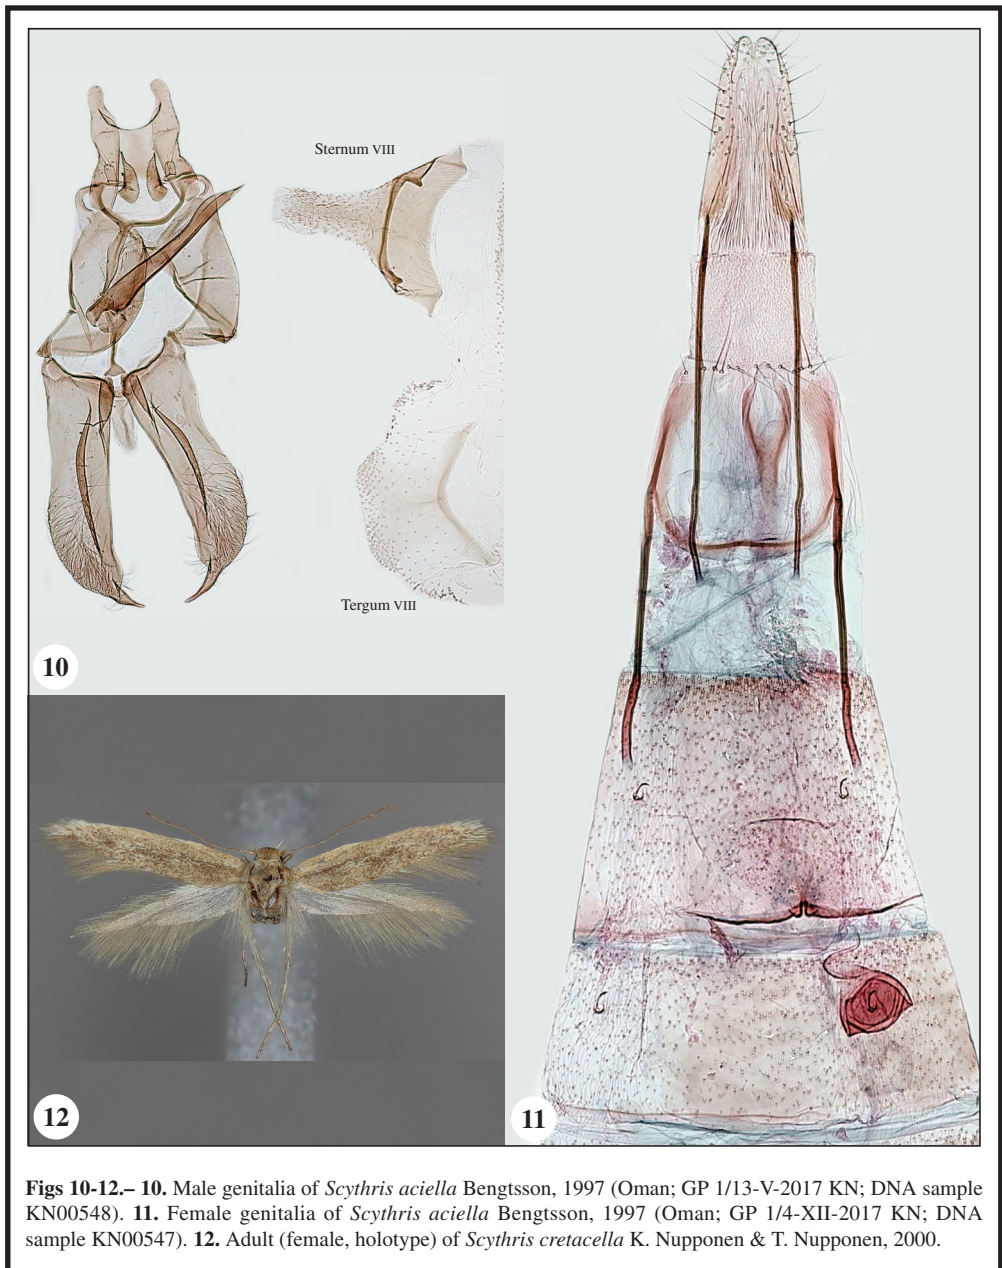 Sternum VIII
Tergum VIII
10
12
11
Figs 10-12.– 10. Male genitalia of Scythris aciella Bengtsson, 1997 (Oman; GP 1/13-V-2017 KN; DNA sample
KN00548). 11. Female genitalia of Scythris aciella Bengtsson, 1997 (Oman; GP 1/4-XII-2017 KN; DNA
sample KN00547). 12. Adult (female, holotype) of Scythris cretacella K. Nupponen & T. Nupponen, 2000.